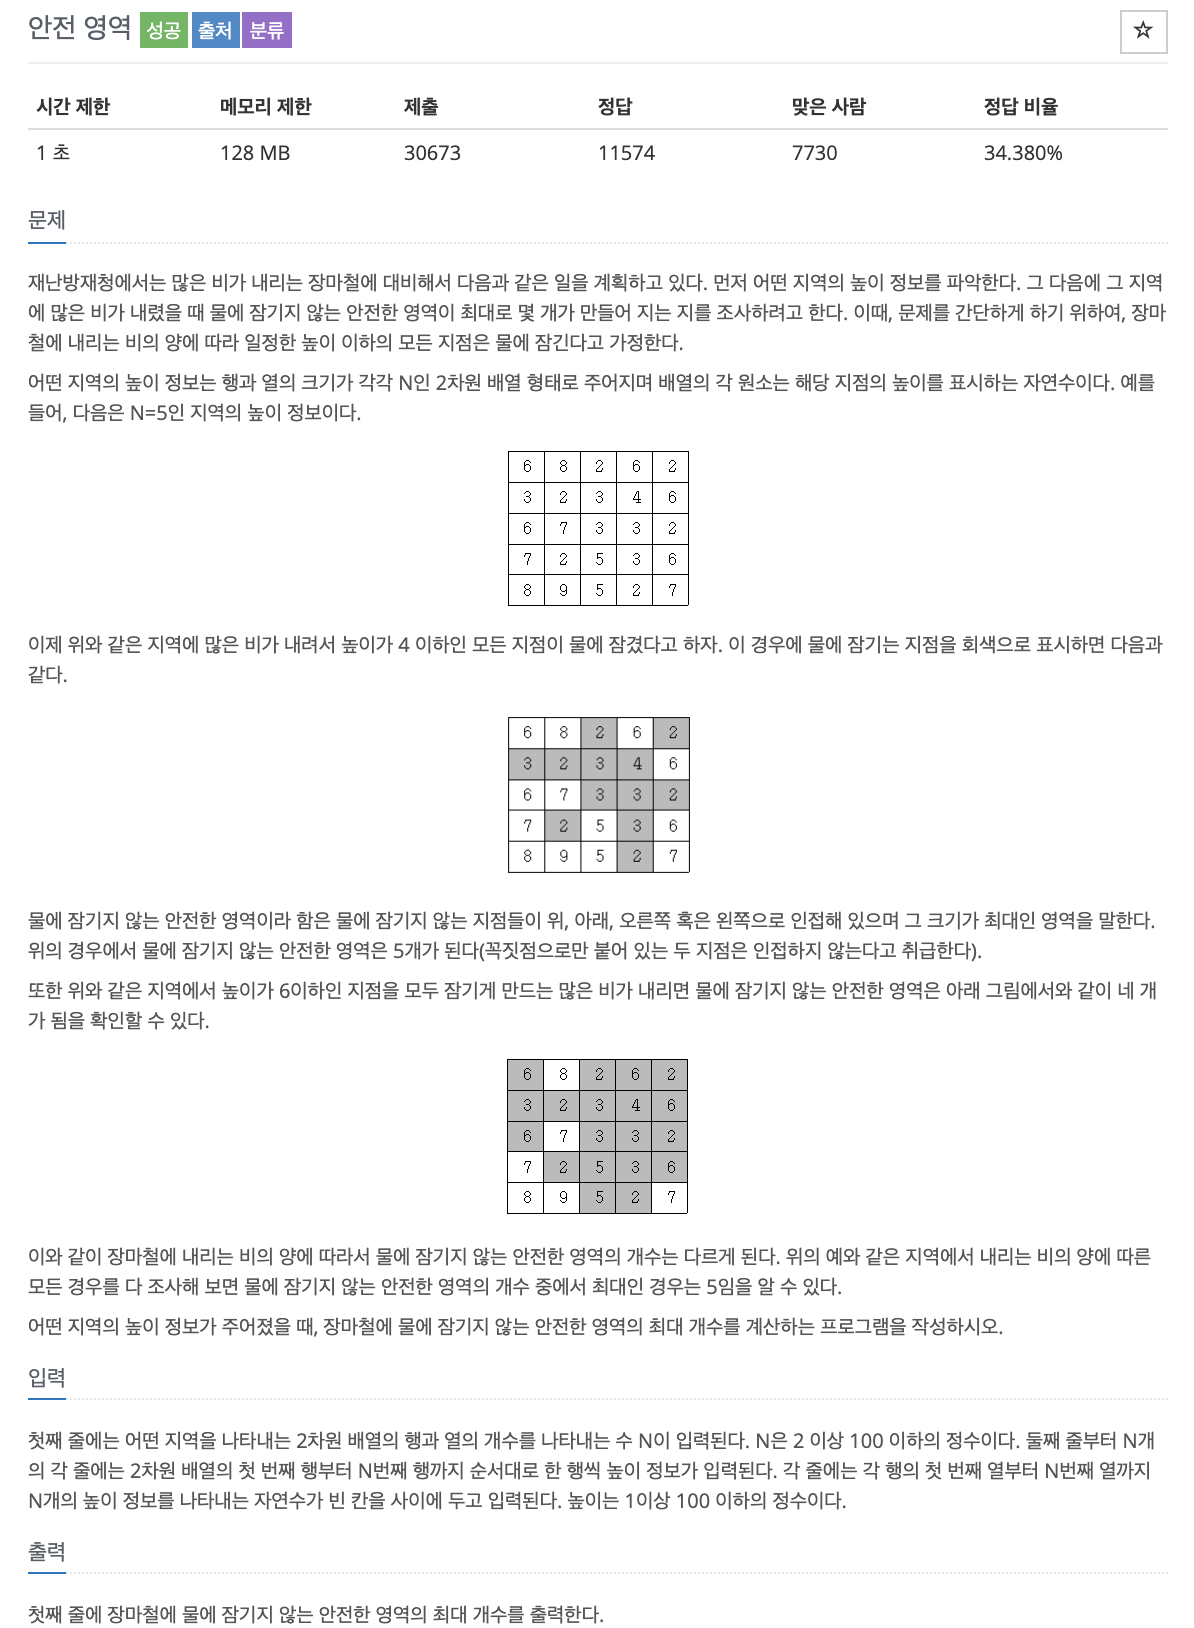 안전 영역 성공 출처 분류
☆
시간 제한 메모리 제한 제출 정답 맞은 사람 정답 비율
1 초 128 MB 30673 11574 7730 34.380%
문제
재난방재청에서는 많은 비가 내리는 장마철에 대비해서 다음과 같은 일을 계획하고 있다. 먼저 어떤 지역의 높이 정보를 파악한다. 그 다음에 그 지역
에 많은 비가 내렸을 때 물에 잠기지 않는 안전한 영역이 최대로 몇 개가 만들어 지는 지를 조사하려고 한다. 이때, 문제를 간단하게 하기 위하여, 장마
철에 내리는 비의 양에 따라 일정한 높이 이하의 모든 지점은 물에 잠긴다고 가정한다.
어떤 지역의 높이 정보는 행과 열의 크기가 각각 N인 2차원 배열 형태로 주어지며 배열의 각 원소는 해당 지점의 높이를 표시하는 자연수이다. 예를
들어, 다음은 N=5인 지역의 높이 정보이다.
6 8 2 6 2
3 2 3 4 6
6 7 3 3 2
7 2 5 3 6
8 9 5 2 7
이제 위와 같은 지역에 많은 비가 내려서 높이가 4 이하인 모든 지점이 물에 잠겼다고 하자. 이 경우에 물에 잠기는 지점을 회색으로 표시하면 다음과
같다.
6 8 2 6 2
3 2 3 4 6
6 7 3 3 2
7 2 5 3 6
8 9 5 2 7
물에 잠기지 않는 안전한 영역이라 함은 물에 잠기지 않는 지점들이 위, 아래, 오른쪽 혹은 왼쪽으로 인접해 있으며 그 크기가 최대인 영역을 말한다.
위의 경우에서 물에 잠기지 않는 안전한 영역은 5개가 된다(꼭짓점으로만 붙어 있는 두 지점은 인접하지 않는다고 취급한다).
또한 위와 같은 지역에서 높이가 6이하인 지점을 모두 잠기게 만드는 많은 비가 내리면 물에 잠기지 않는 안전한 영역은 아래 그림에서와 같이 네 개
가 됨을 확인할 수 있다.
6 8 2 6 2
3 2 3 4 6
6 7 3 3 2
7 2 5 3 6
8 9 5 2 7
이와 같이 장마철에 내리는 비의 양에 따라서 물에 잠기지 않는 안전한 영역의 개수는 다르게 된다. 위의 예와 같은 지역에서 내리는 비의 양에 따른
모든 경우를 다 조사해 보면 물에 잠기지 않는 안전한 영역의 개수 중에서 최대인 경우는 5임을 알 수 있다.
어떤 지역의 높이 정보가 주어졌을 때, 장마철에 물에 잠기지 않는 안전한 영역의 최대 개수를 계산하는 프로그램을 작성하시오.
입력
첫째 줄에는 어떤 지역을 나타내는 2차원 배열의 행과 열의 개수를 나타내는 수 N이 입력된다. N은 2 이상 100 이하의 정수이다. 둘째 줄부터 N개
의 각 줄에는 2차원 배열의 첫 번째 행부터 N번째 행까지 순서대로 한 행씩 높이 정보가 입력된다. 각 줄에는 각 행의 첫 번째 열부터 N번째 열까지
N개의 높이 정보를 나타내는 자연수가 빈 칸을 사이에 두고 입력된다. 높이는 1이상 100 이하의 정수이다.
출력
첫째 줄에 장마철에 물에 잠기지 않는 안전한 영역의 최대 개수를 출력한다.